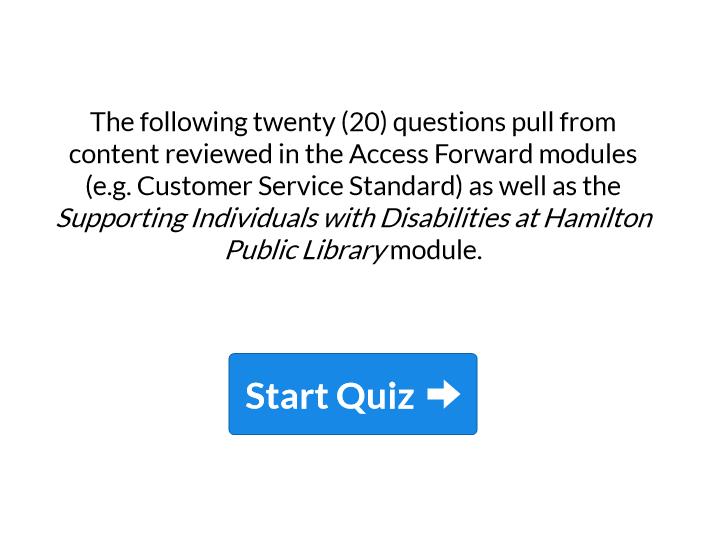 The following twenty (20) questions pull from
content reviewed in the Access Forward modules
(e.g. Customer Service Standard) as well as the
Supporting Individuals with Disabilities at Hamilton
Public Library module.
Start Quiz